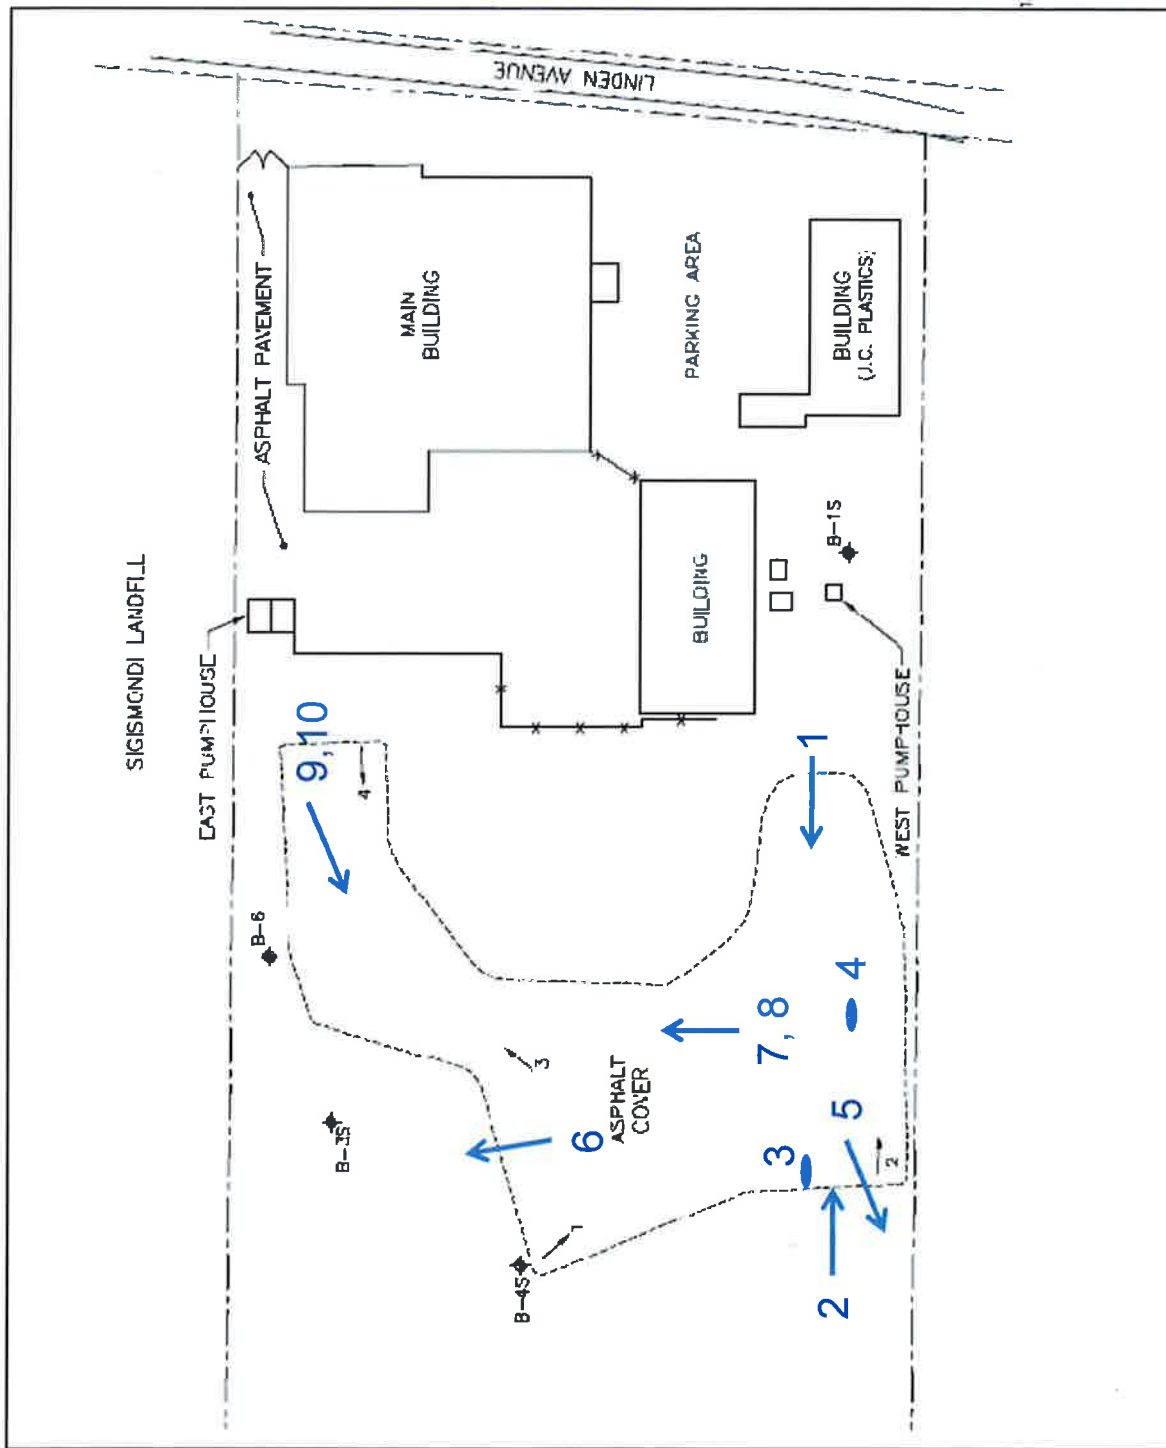 LINDEN AVENUE
ASPHALT PAVEMENT
MAIN
BUILDING
PARKING AREA
BUILDING
(J.C. PLASTICS)
SIGISMONDI LANDFILL
EAST PUMPHOUSE
BUILDING
B-1S
WEST PUMPHOUSE
9,10
4
1
B-6
4
7, 8
3
ASPHALT
COVER
B-3S
6
5
3
2
B-4S
1
2